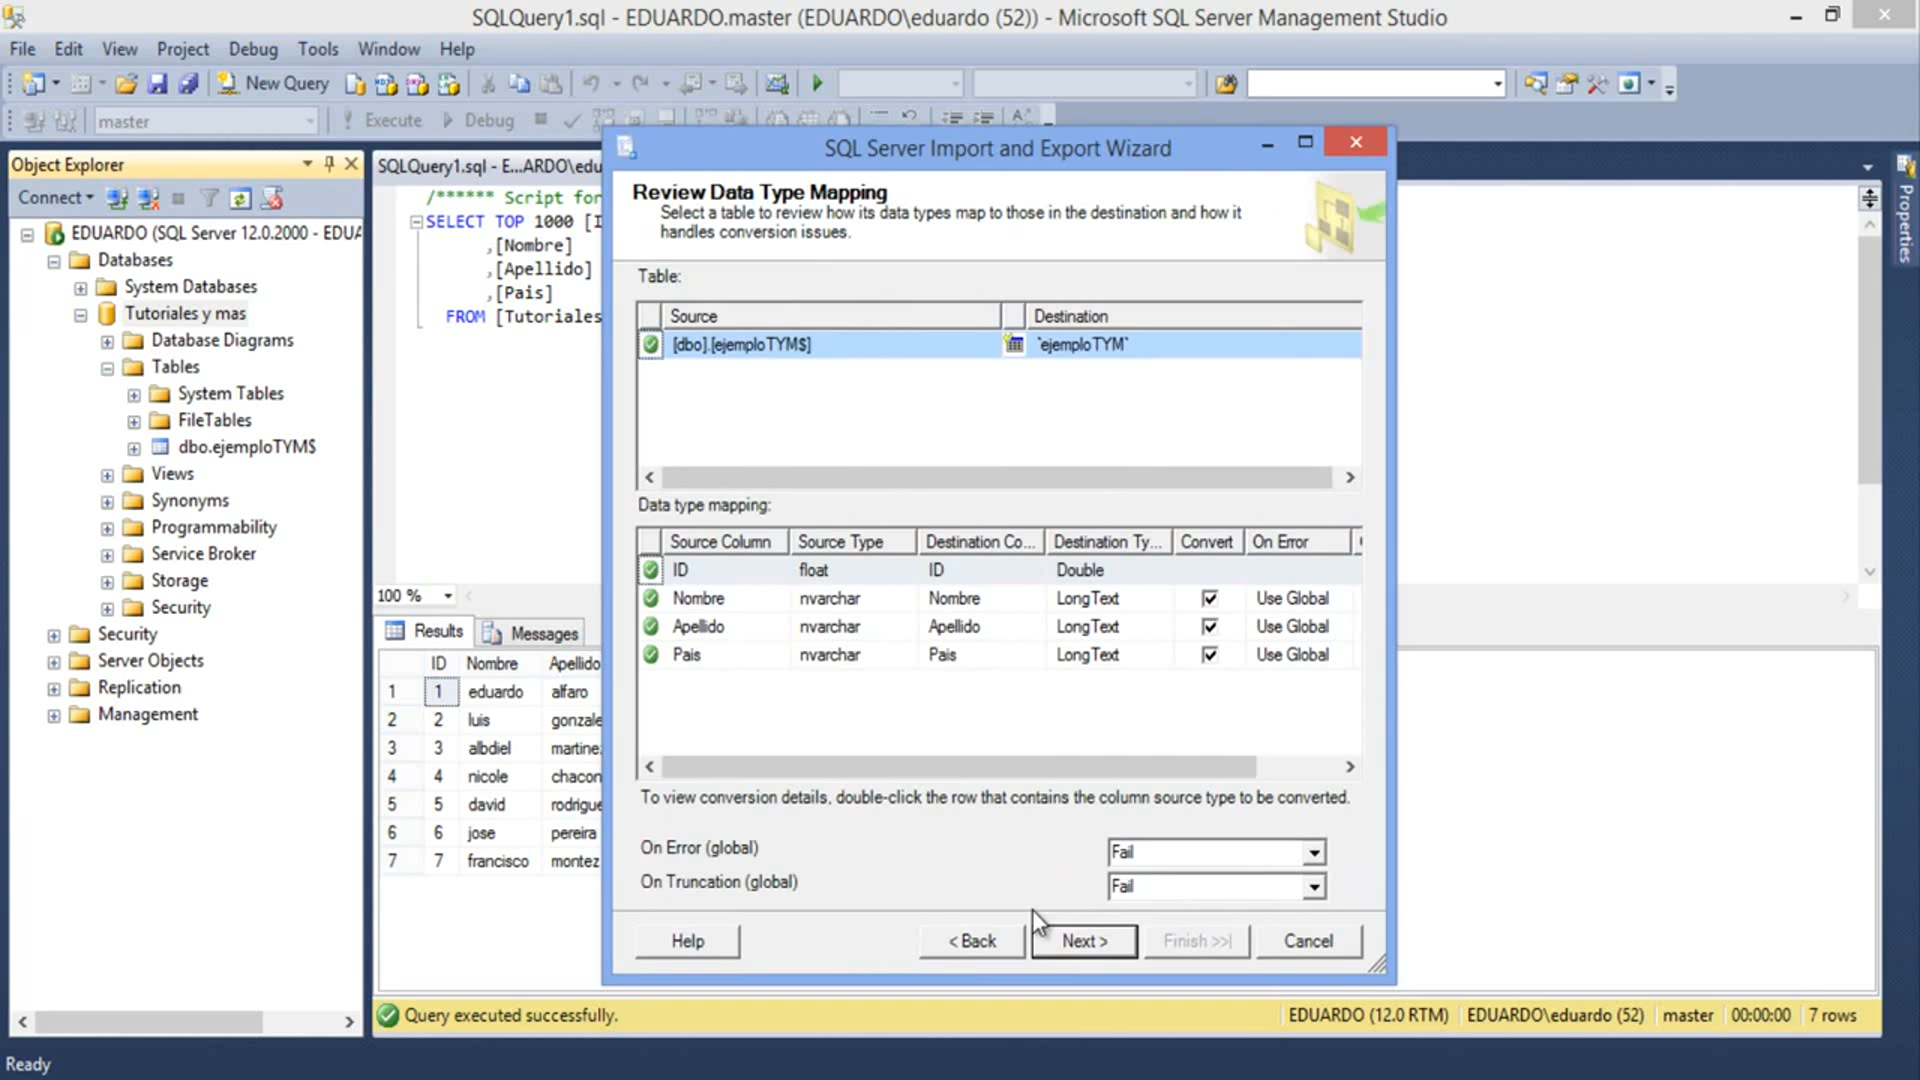 SQLQuery1.sql - EDUARDO.master (EDUARDO\eduardo (52)) - Microsoft SQL Server Management Studio
File Edit View Project Debug Tools Window Help
New Query
master Execute Debug
Object Explorer
Connect
EDUARDO (SQL Server 12.0.2000 - EDUA
Databases
System Databases
Tutoriales y mas
Database Diagrams
Tables
System Tables
FileTables
dbo.ejemploTYM$
Views
Synonyms
Programmability
Service Broker
Storage
Security
Security
Server Objects
Replication
Management
SQLQuery1.sql - E...ARDO\edu
/****** Script for
SELECT TOP 1000 [I
,[Nombre]
,[Apellido]
,[Pais]
FROM [Tutoriales
100 %
Results Messages
ID Nombre Apellido
1 1 eduardo alfaro
2 2 luis gonzale
3 3 albdiel martine
4 4 nicole chacon
5 5 david rodrigue
6 6 jose pereira
7 7 francisco montez
SQL Server Import and Export Wizard
Review Data Type Mapping
Select a table to review how its data types map to those in the destination and how it
handles conversion issues.
Table:
Source Destination
[dbo].[ejemploTYM$] `ejemploTYM`
Data type mapping:
Source Column Source Type Destination Co... Destination Ty... Convert On Error
ID float ID Double
Nombre nvarchar Nombre LongText Use Global
Apellido nvarchar Apellido LongText Use Global
Pais nvarchar Pais LongText Use Global
To view conversion details, double-click the row that contains the column source type to be converted.
On Error (global) Fail
On Truncation (global) Fail
Help < Back Next > Finish >>| Cancel
Properties
Query executed successfully. EDUARDO (12.0 RTM) EDUARDO\eduardo (52) master 00:00:00 7 rows
Ready